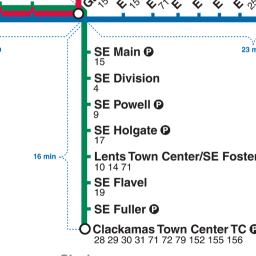 15
71
23 m
SE Main P
15
SE Division
4
SE Powell P
9
SE Holgate P
17
16 min
Lents Town Center/SE Foster
10 14 71
SE Flavel
19
SE Fuller P
Clackamas Town Center TC P
28 29 30 31 71 72 79 152 155 156